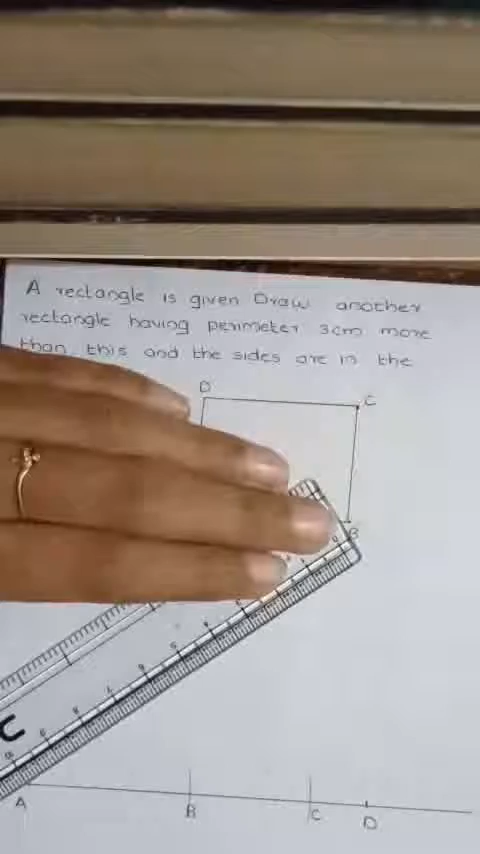 A rectangle is given Draw another
rectangle having perimeter 3cm more
than this and the sides are in the
D
C
B
A
B
C
D